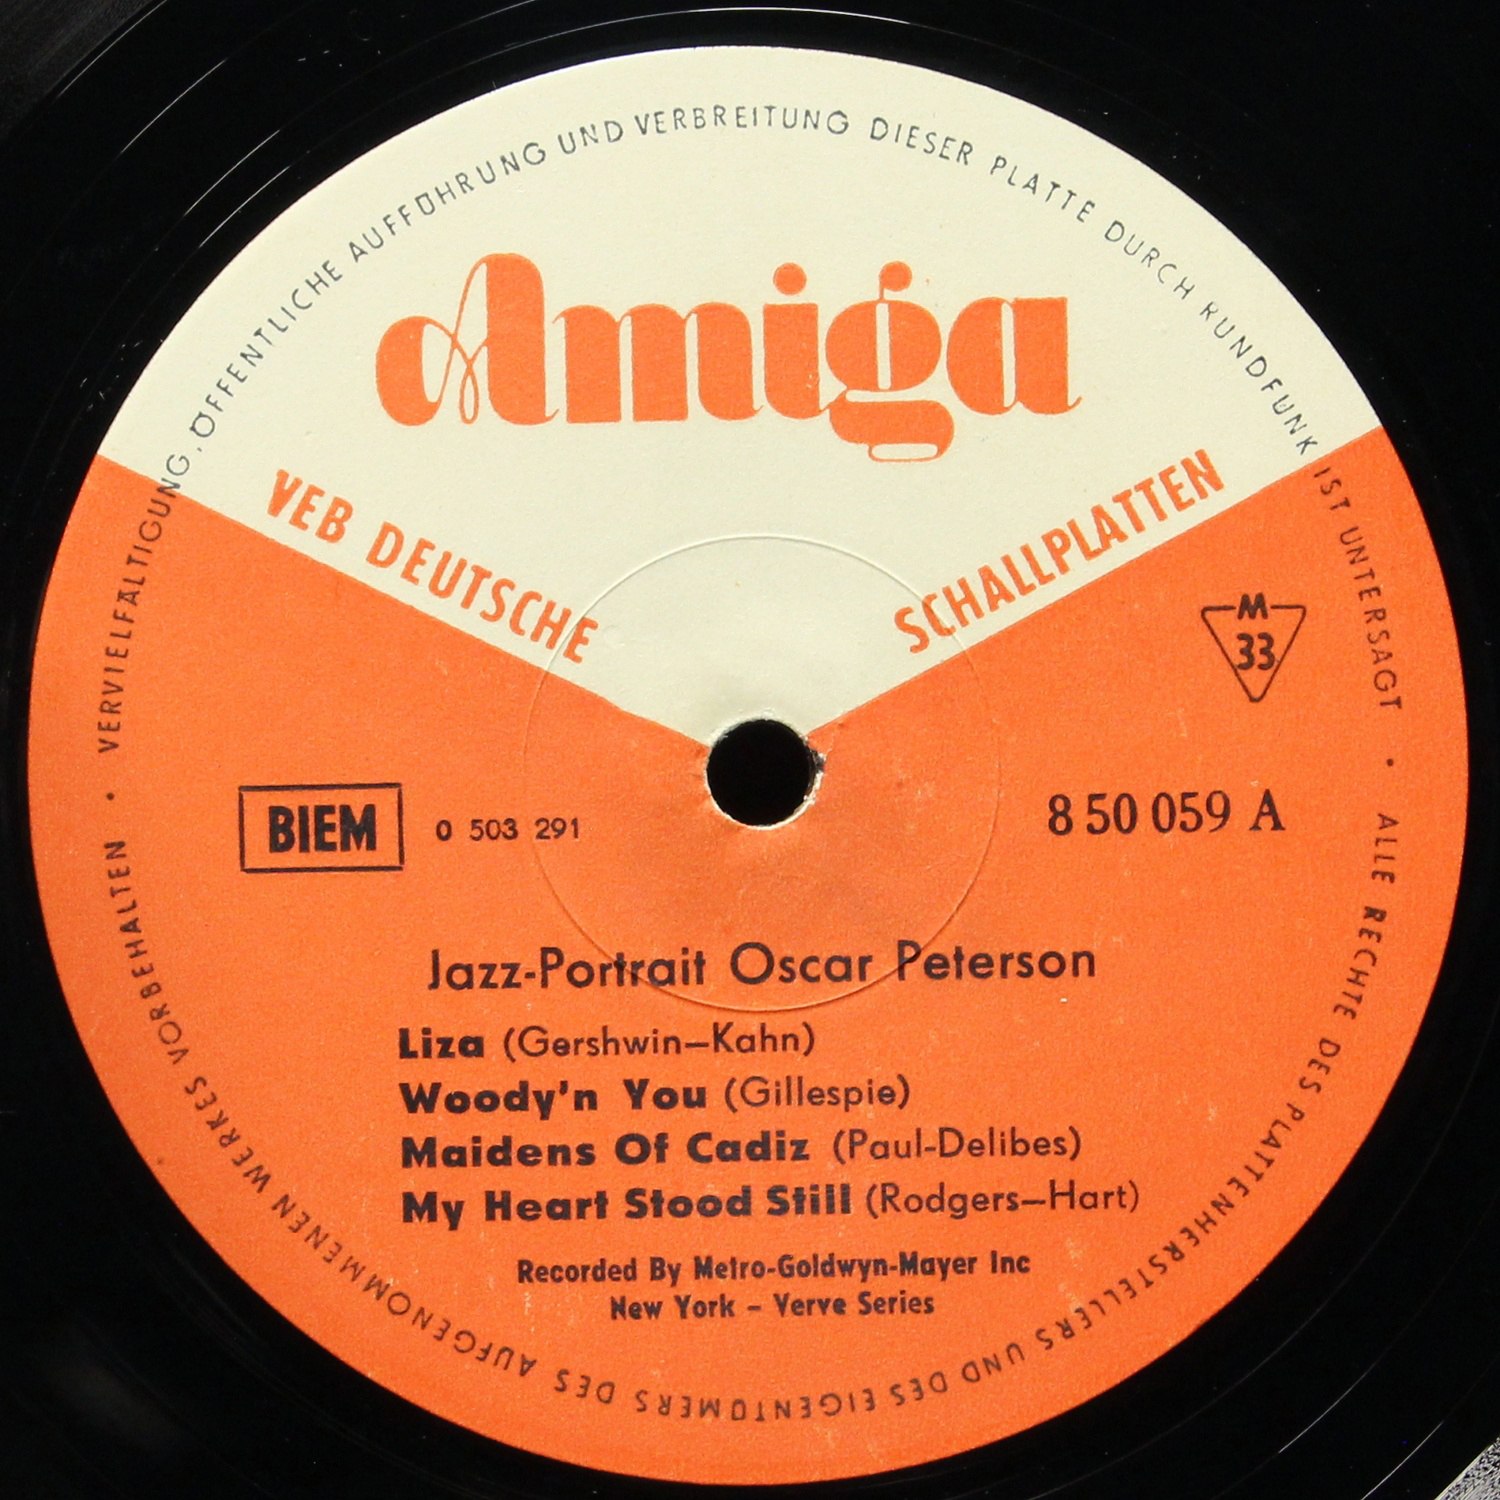 VERVIELFÄLTIGUNG, ÖFFENTLICHE AUFFÜHRUNG UND VERBREITUNG DIESER PLATTE DURCH RUNDFUNK IST UNTERSAGT •
Amiga
VEB DEUTSCHE SCHALLPLATTEN
M
33
BIEM 0 503 291
8 50 059 A
Jazz-Portrait Oscar Peterson
Liza (Gershwin–Kahn)
Woody'n You (Gillespie)
Maidens Of Cadiz (Paul-Delibes)
My Heart Stood Still (Rodgers–Hart)
Recorded By Metro-Goldwyn-Mayer Inc
New York – Verve Series
ALLE RECHTE DES PLATTENHERSTELLERS UND DES EIGENTÜMERS DES AUFGENOMMENEN WERKES VORBEHALTEN •